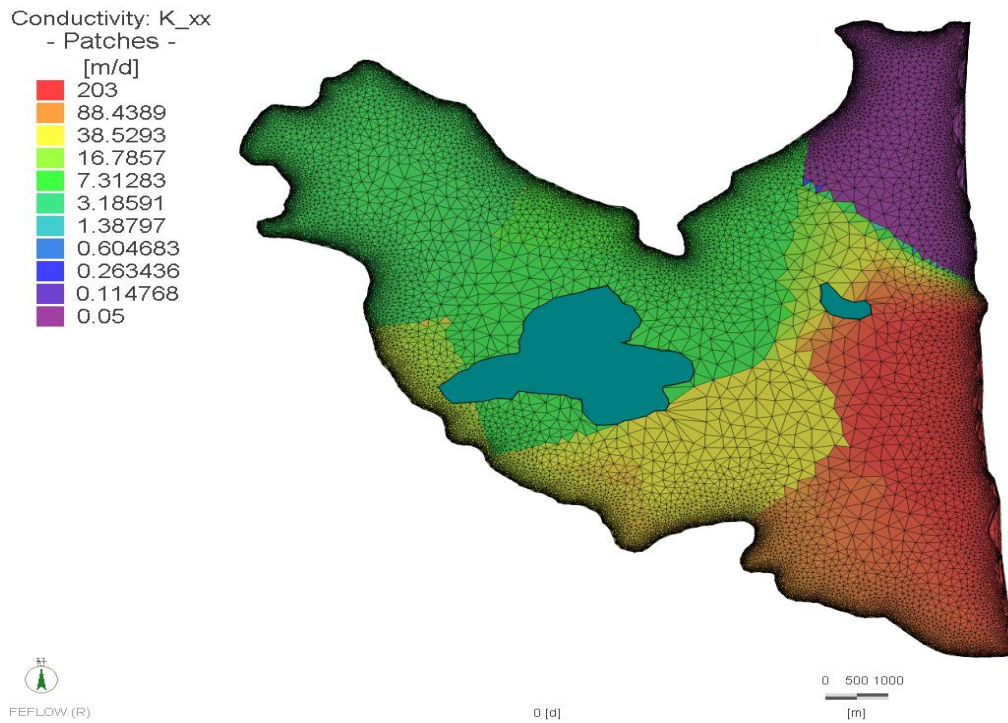 Conductivity: K_xx
- Patches -
[m/d]
203
88.4389
38.5293
16.7857
7.31283
3.18591
1.38797
0.604683
0.263436
0.114768
0.05
FEFLOW (R)
0 [d]
0 500 1000
[m]